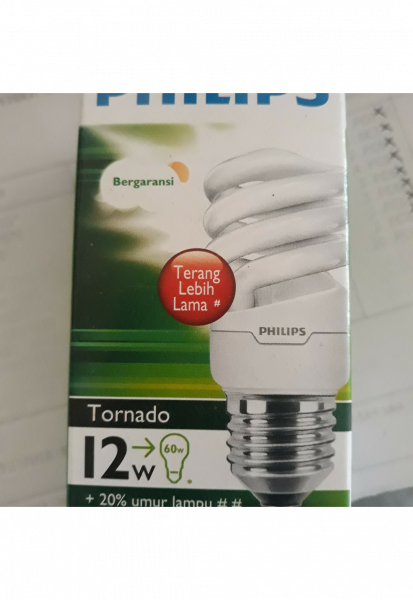 PHILIPS
Bergaransi
Terang
Lebih
Lama #
PHILIPS
Tornado
12w
60w
+ 20% umur lampu # #